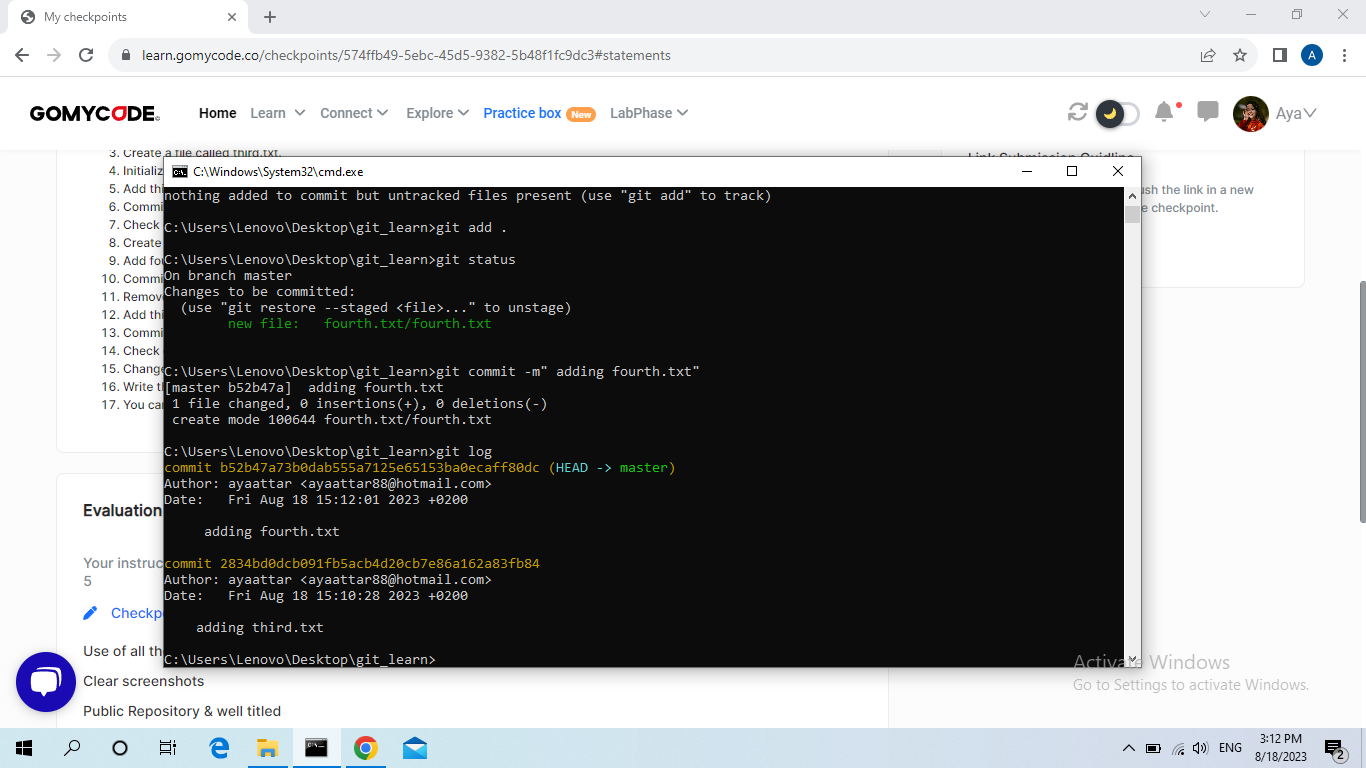 My checkpoints
learn.gomycode.co/checkpoints/574ffb49-5ebc-45d5-9382-5b48f1fc9dc3#statements
A
GOMYCODE
Home Learn Connect Explore Practice box New LabPhase Aya
3. Create a file called third.txt.
4. Initializ
5. Add thi
6. Commi
7. Check
8. Create
9. Add fo
10. Commi
11. Remov
12. Add thi
13. Commi
14. Check
15. Change
16. Write t
17. You ca
Link Submission Guidline
ush the link in a new
e checkpoint.
C:\Windows\System32\cmd.exe
nothing added to commit but untracked files present (use "git add" to track)
C:\Users\Lenovo\Desktop\git_learn>git add .
C:\Users\Lenovo\Desktop\git_learn>git status
On branch master
Changes to be committed:
(use "git restore --staged <file>..." to unstage)
new file: fourth.txt/fourth.txt
C:\Users\Lenovo\Desktop\git_learn>git commit -m" adding fourth.txt"
[master b52b47a] adding fourth.txt
1 file changed, 0 insertions(+), 0 deletions(-)
create mode 100644 fourth.txt/fourth.txt
C:\Users\Lenovo\Desktop\git_learn>git log
commit b52b47a73b0dab555a7125e65153ba0ecaff80dc (HEAD -> master)
Author: ayaattar <ayaattar88@hotmail.com>
Date: Fri Aug 18 15:12:01 2023 +0200
adding fourth.txt
commit 2834bd0dcb091fb5acb4d20cb7e86a162a83fb84
Author: ayaattar <ayaattar88@hotmail.com>
Date: Fri Aug 18 15:10:28 2023 +0200
adding third.txt
C:\Users\Lenovo\Desktop\git_learn>
Evaluation
Your instruc
5
Checkp
Use of all th
Clear screenshots
Public Repository & well titled
Activate Windows
Go to Settings to activate Windows.
ENG
3:12 PM
8/18/2023
2